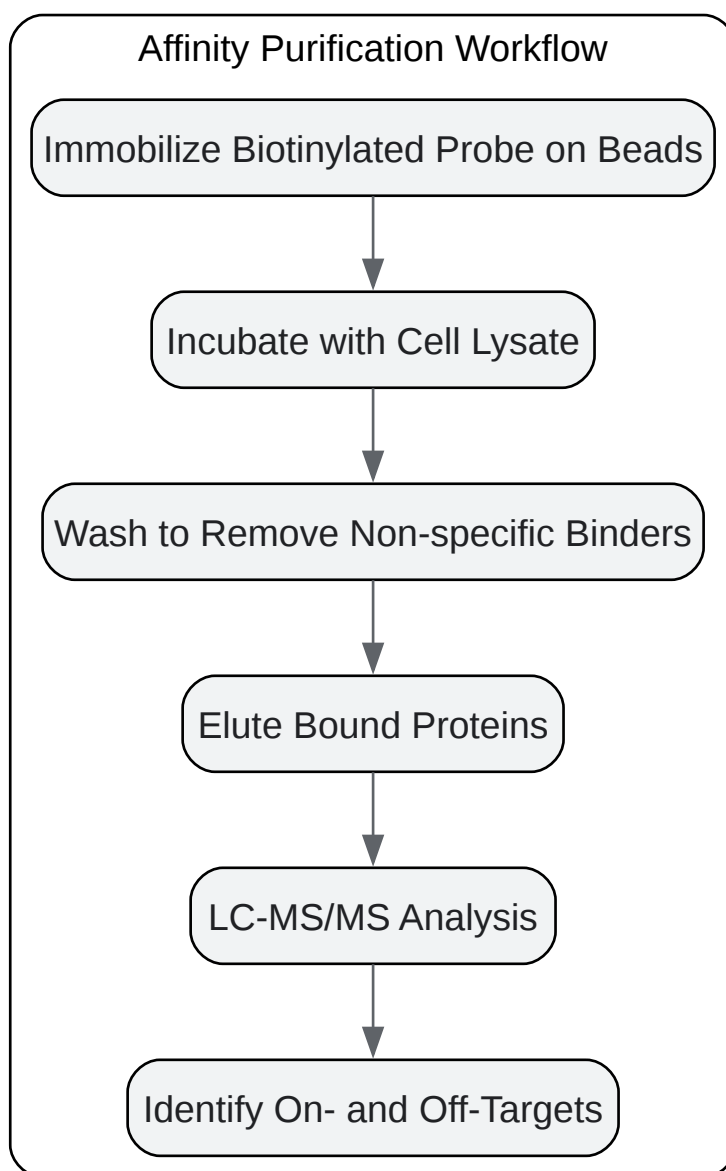 Affinity Purification Workflow
Immobilize Biotinylated Probe on Beads
Incubate with Cell Lysate
Wash to Remove Non-specific Binders
Elute Bound Proteins
LC-MS/MS Analysis
Identify On- and Off-Targets